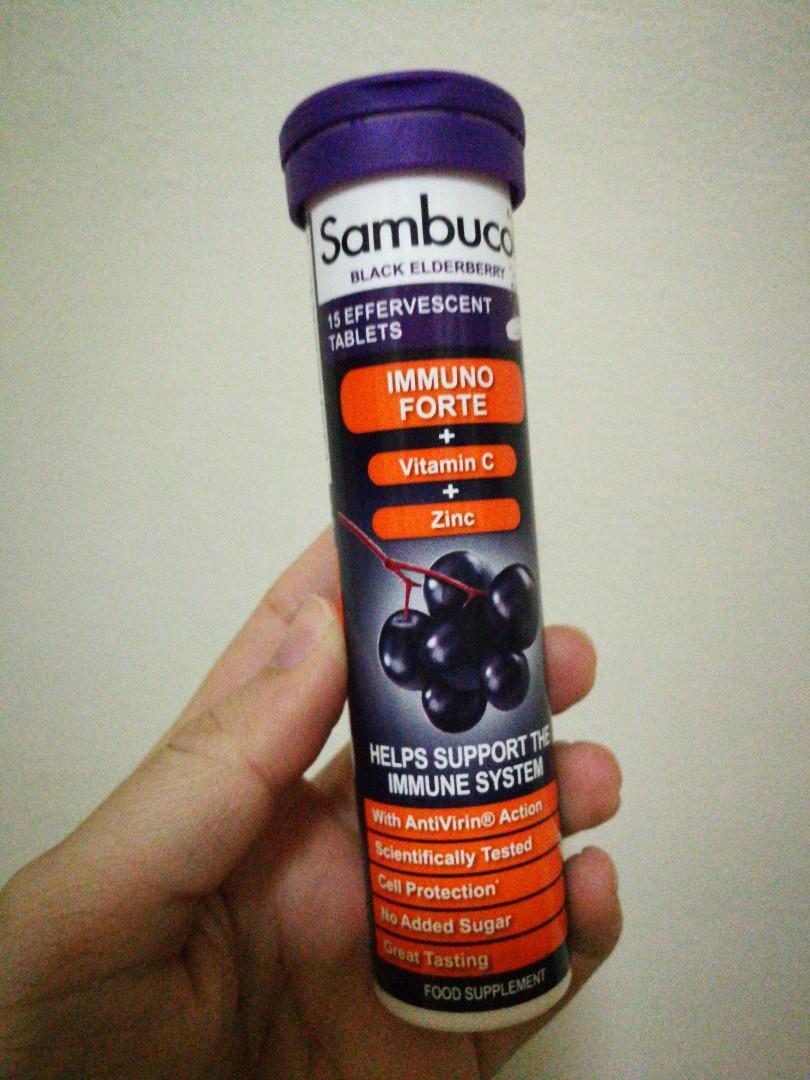 Sambuco
BLACK ELDERBERRY
15 EFFERVESCENT
TABLETS
IMMUNO
FORTE
+
Vitamin C
+
Zinc
HELPS SUPPORT THE
IMMUNE SYSTEM
With AntiVirin® Action
Scientifically Tested
Cell Protection*
No Added Sugar
Great Tasting
FOOD SUPPLEMENT